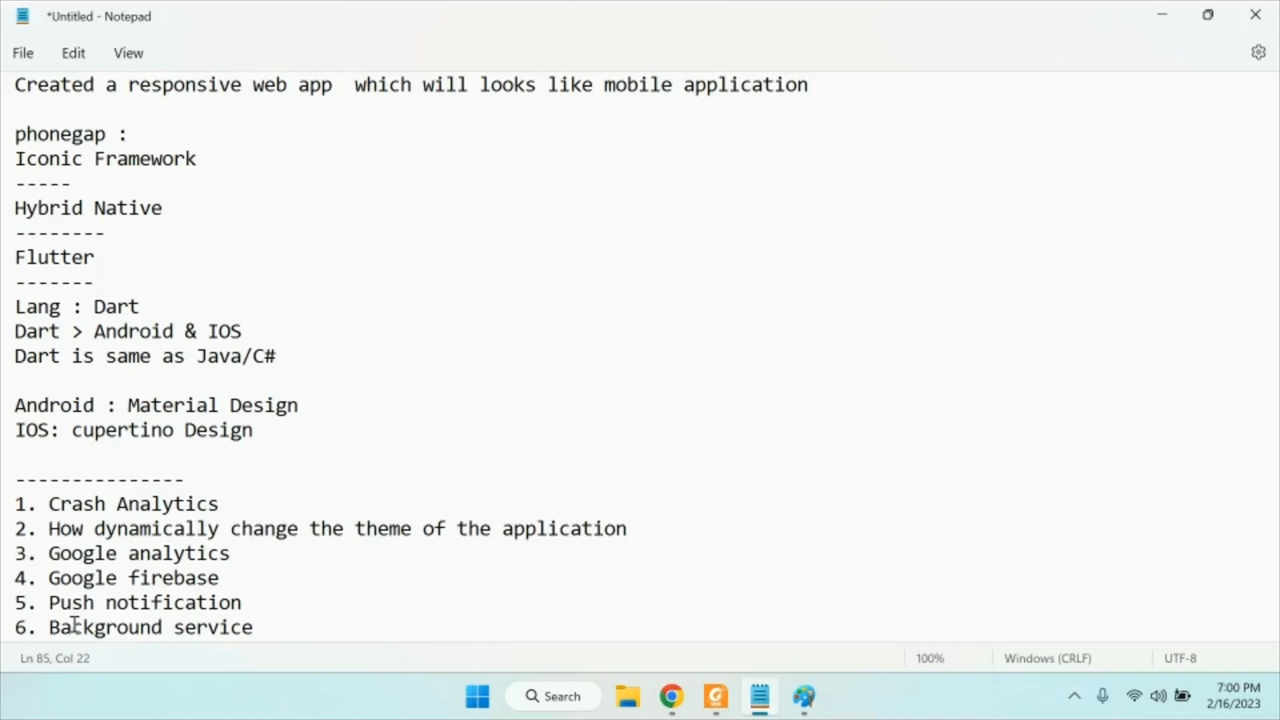 *Untitled - Notepad
File Edit View
Created a responsive web app  which will looks like mobile application
phonegap :
Iconic Framework
-----
Hybrid Native
--------
Flutter
-------
Lang : Dart
Dart > Android & IOS
Dart is same as Java/C#
Android : Material Design
IOS: cupertino Design
---------------
1. Crash Analytics
2. How dynamically change the theme of the application
3. Google analytics
4. Google firebase
5. Push notification
6. Background service
Ln 85, Col 22 100% Windows (CRLF) UTF-8
Search 7:00 PM
2/16/2023